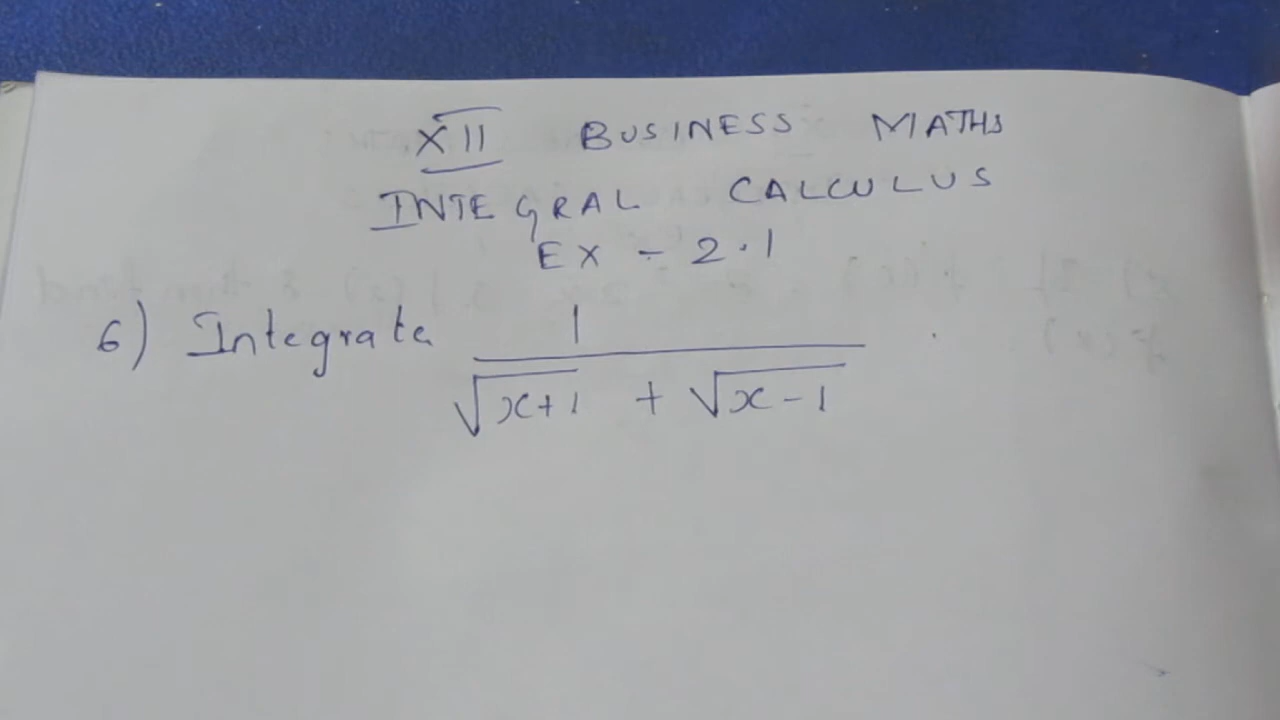 XII BUSINESS MATHS
INTEGRAL CALCULUS
EX - 2.1
6) Integrate 1
√x+1 + √x-1